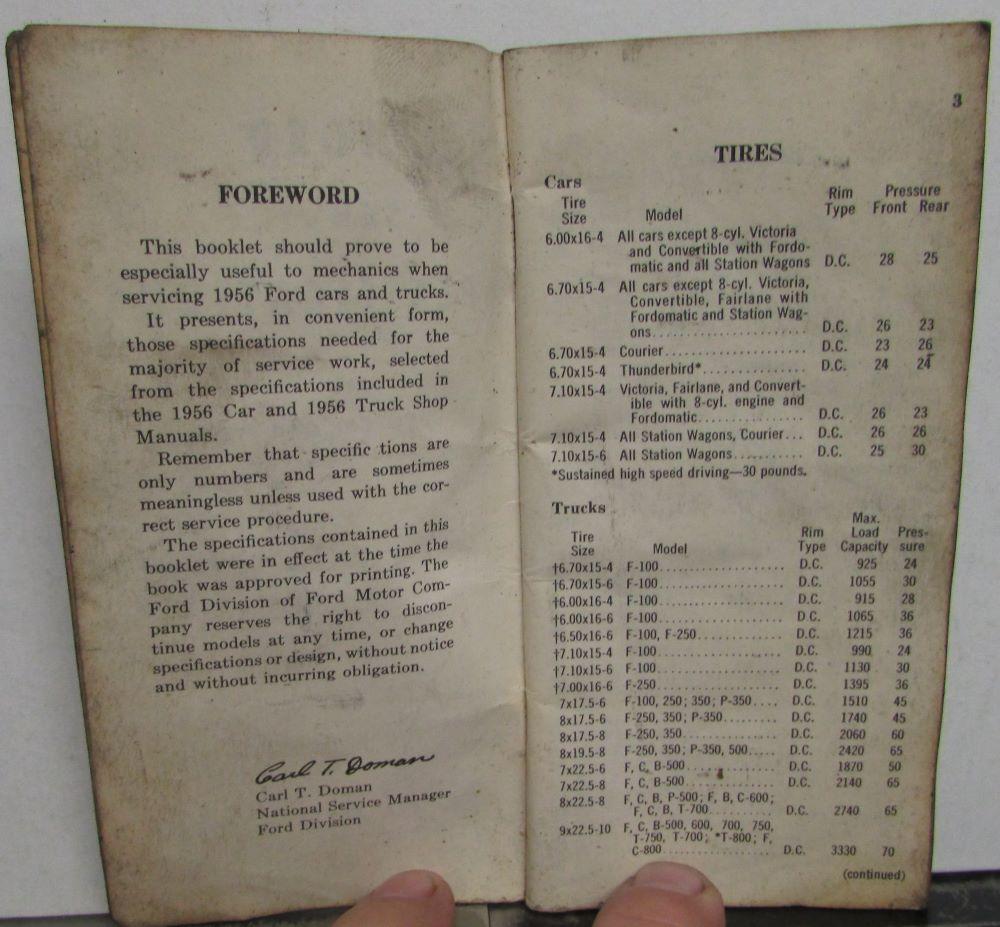 FOREWORD
This booklet should prove to be
especially useful to mechanics when
servicing 1956 Ford cars and trucks.
It presents, in convenient form,
those specifications needed for the
majority of service work, selected
from the specifications included in
the 1956 Car and 1956 Truck Shop
Manuals.
Remember that specific tions are
only numbers and are sometimes
meaningless unless used with the cor-
rect service procedure.
The specifications contained in this
booklet were in effect at the time the
book was approved for printing. The
Ford Division of Ford Motor Com-
pany reserves the right to discon-
tinue models at any time, or change
specifications or design, without notice
and without incurring obligation.
Carl T. Doman
Carl T. Doman
National Service Manager
Ford Division
3
TIRES
Cars
Tire Size Model Rim Type Pressure Front Rear
6.00x16-4 All cars except 8-cyl. Victoria
and Convertible with Fordo-
matic and all Station Wagons D.C. 28 25
6.70x15-4 All cars except 8-cyl. Victoria,
Convertible, Fairlane with
Fordomatic and Station Wag-
ons.......................... D.C. 26 23
6.70x15-4 Courier...................... D.C. 23 26
6.70x15-4 Thunderbird*................ D.C. 24 24
7.10x15-4 Victoria, Fairlane, and Convert-
ible with 8-cyl. engine and
Fordomatic.................. D.C. 26 23
7.10x15-4 All Station Wagons, Courier... D.C. 26 26
7.10x15-6 All Station Wagons........... D.C. 25 30
*Sustained high speed driving—30 pounds.
Trucks
Tire Size Model Rim Type Max. Load Capacity Pres-sure
†6.70x15-4 F-100..................... D.C. 925 24
†6.70x15-6 F-100..................... D.C. 1055 30
†6.00x16-4 F-100..................... D.C. 915 28
†6.00x16-6 F-100..................... D.C. 1065 36
†6.50x16-6 F-100, F-250.............. D.C. 1215 36
†7.10x15-4 F-100..................... D.C. 990 24
†7.10x15-6 F-100..................... D.C. 1130 30
†7.00x16-6 F-250..................... D.C. 1395 36
7x17.5-6 F-100, 250; 350; P-350.... D.C. 1510 45
8x17.5-6 F-250, 350; P-350......... D.C. 1740 45
8x17.5-8 F-250, 350................ D.C. 2060 60
8x19.5-8 F-250, 350; P-350, 500..... D.C. 2420 65
7x22.5-6 F, C, B-500............... D.C. 1870 50
7x22.5-8 F, C, B-500............... D.C. 2140 65
8x22.5-8 F, C, B, P-500; F, B, C-600;
F, C, B, T-700........... D.C. 2740 65
9x22.5-10 F, C, B-500, 600, 700, 750,
T-750, T-700; *T-800; F,
C-800................... D.C. 3330 70
(continued)